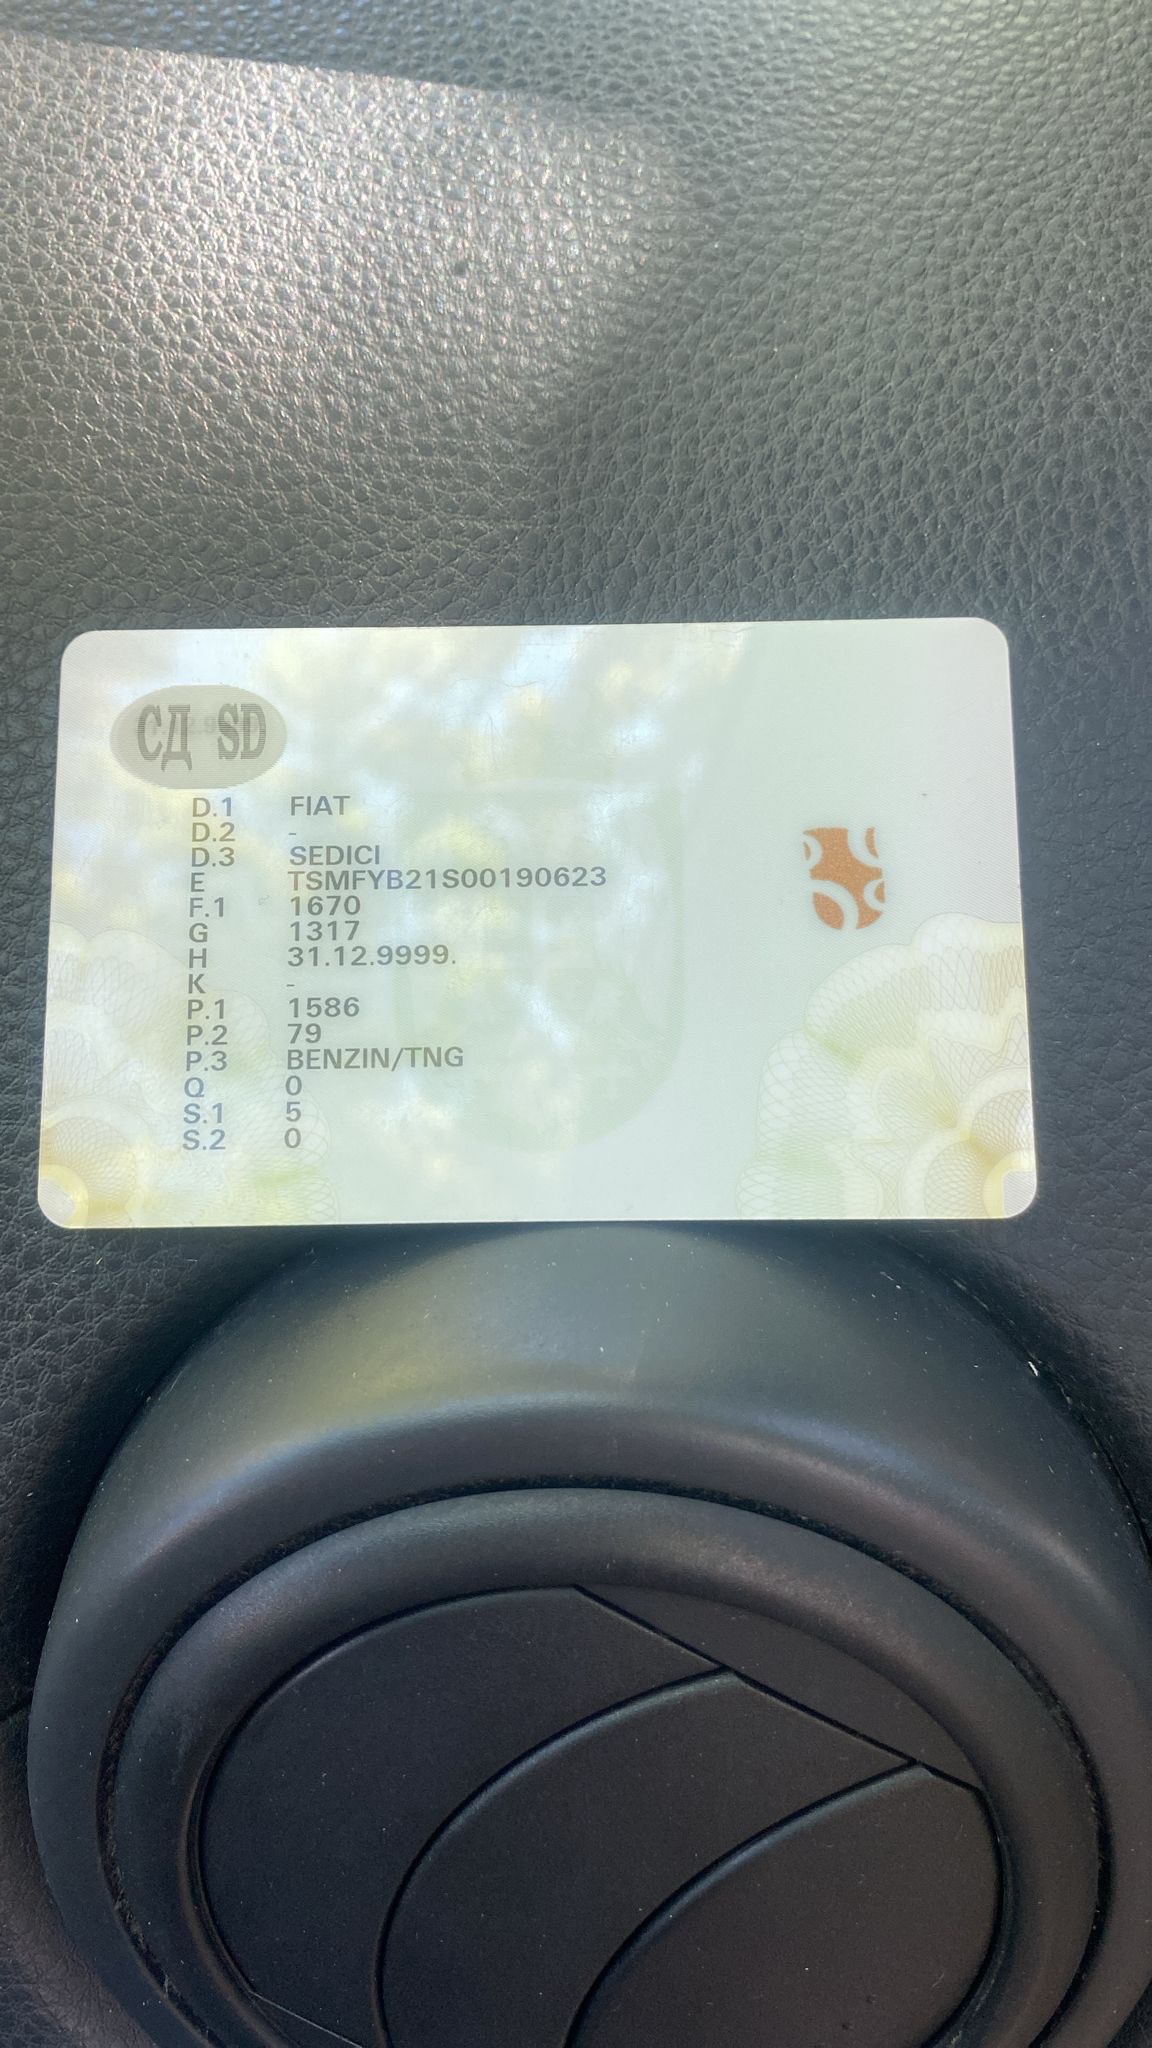 СД SD
D.1 FIAT
D.2 -
D.3 SEDICI
E TSMFYB21S00190623
F.1 1670
G 1317
H 31.12.9999.
K -
P.1 1586
P.2 79
P.3 BENZIN/TNG
Q 0
S.1 5
S.2 0